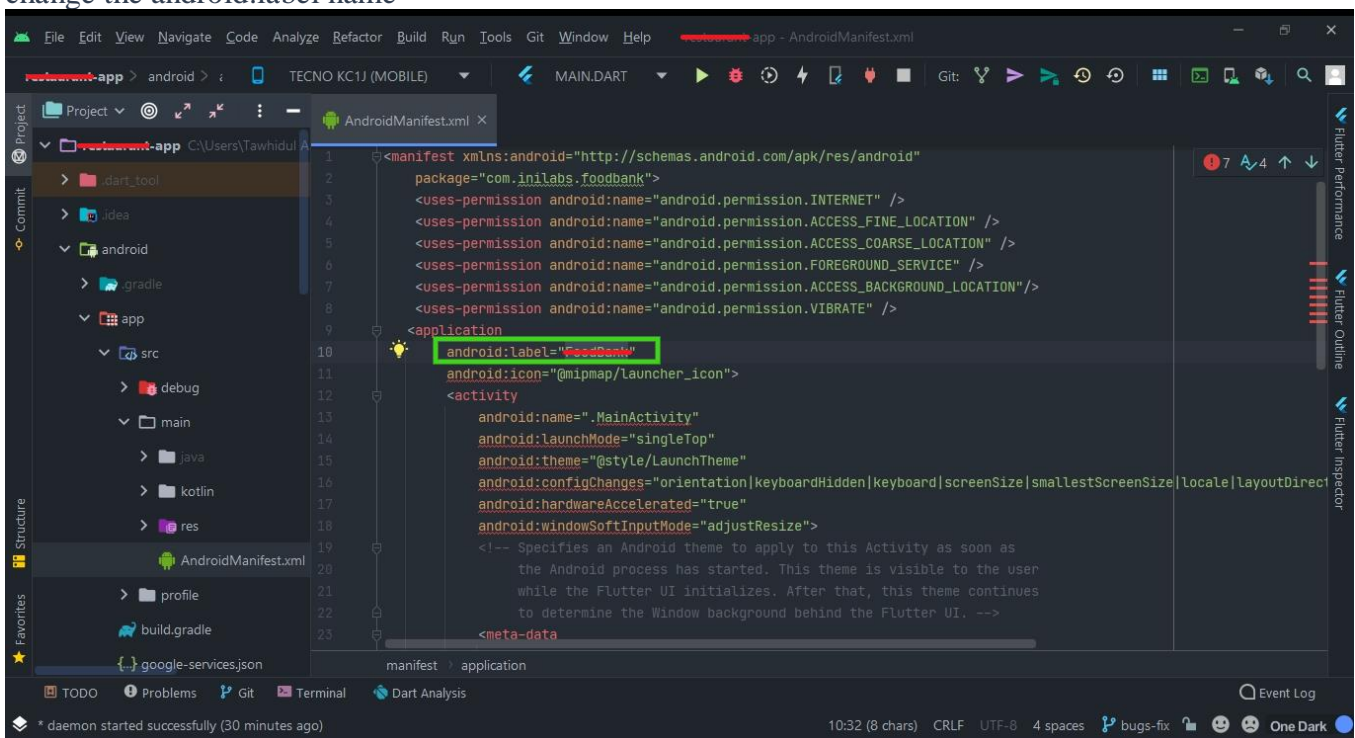 change the android:label name
File Edit View Navigate Code Analyze Refactor Build Run Tools Git Window Help -app - AndroidManifest.xml
-app > android > TECNO KC1J (MOBILE) MAIN.DART Git:
Project
AndroidManifest.xml
-app C:\Users\Tawhidul A
.dart_tool
.idea
android
.gradle
app
src
debug
main
java
kotlin
res
AndroidManifest.xml
profile
build.gradle
google-services.json
1 <manifest xmlns:android="http://schemas.android.com/apk/res/android"
2 package="com.inilabs.foodbank">
3 <uses-permission android:name="android.permission.INTERNET" />
4 <uses-permission android:name="android.permission.ACCESS_FINE_LOCATION" />
5 <uses-permission android:name="android.permission.ACCESS_COARSE_LOCATION" />
6 <uses-permission android:name="android.permission.FOREGROUND_SERVICE" />
7 <uses-permission android:name="android.permission.ACCESS_BACKGROUND_LOCATION"/>
8 <uses-permission android:name="android.permission.VIBRATE" />
9 <application
10 android:label=" "
11 android:icon="@mipmap/launcher_icon">
12 <activity
13 android:name=".MainActivity"
14 android:launchMode="singleTop"
15 android:theme="@style/LaunchTheme"
16 android:configChanges="orientation|keyboardHidden|keyboard|screenSize|smallestScreenSize|locale|layoutDirect
17 android:hardwareAccelerated="true"
18 android:windowSoftInputMode="adjustResize">
19 <!-- Specifies an Android theme to apply to this Activity as soon as
20 the Android process has started. This theme is visible to the user
21 while the Flutter UI initializes. After that, this theme continues
22 to determine the Window background behind the Flutter UI. -->
23 <meta-data
7 4
manifest > application
Project
Commit
Structure
Favorites
Flutter Performance
Flutter Outline
Flutter Inspector
TODO Problems Git Terminal Dart Analysis Event Log
* daemon started successfully (30 minutes ago) 10:32 (8 chars) CRLF UTF-8 4 spaces bugs-fix One Dark